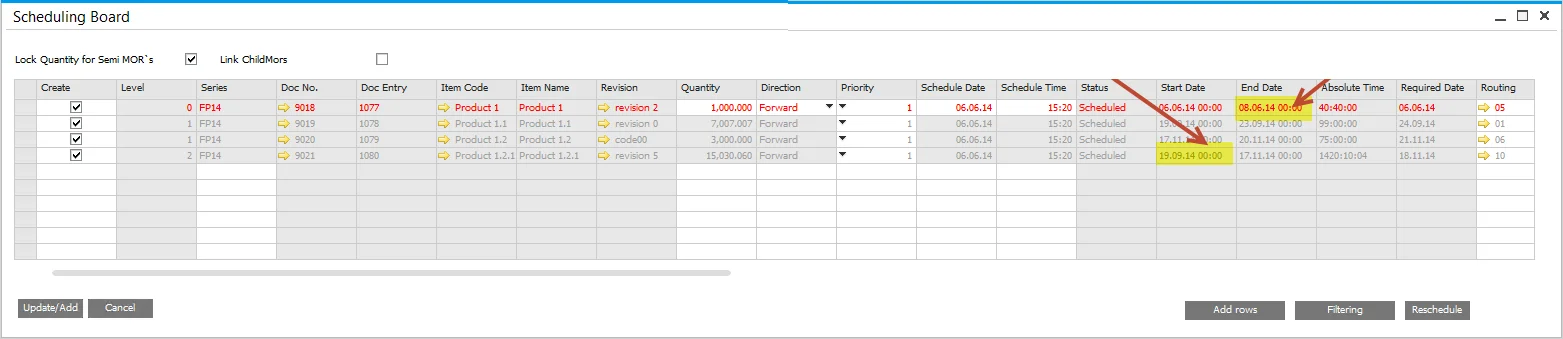 Scheduling Board
Lock Quantity for Semi MOR`s Link ChildMors
Create Level Series Doc No. Doc Entry Item Code Item Name Revision Quantity Direction Priority Schedule Date Schedule Time Status Start Date End Date Absolute Time Required Date Routing
0 FP14 9018 1077 Product 1 Product 1 revision 2 1,000.000 Forward 1 06.06.14 15:20 Scheduled 06.06.14 00:00 08.06.14 00:00 40:40:00 06.06.14 05
1 FP14 9019 1078 Product 1.1 Product 1.1 revision 0 7,007.007 Forward 1 06.06.14 15:20 Scheduled 19.09.14 00:00 23.09.14 00:00 99:00:00 24.09.14 01
1 FP14 9020 1079 Product 1.2 Product 1.2 code00 3,000.000 Forward 1 06.06.14 15:20 Scheduled 17.11.14 00:00 20.11.14 00:00 75:00:00 21.11.14 06
2 FP14 9021 1080 Product 1.2.1 Product 1.2.1 revision 5 15,030.060 Forward 1 06.06.14 15:20 Scheduled 19.09.14 00:00 17.11.14 00:00 1420:10:04 18.11.14 10
Update/Add Cancel Add rows Filtering Reschedule